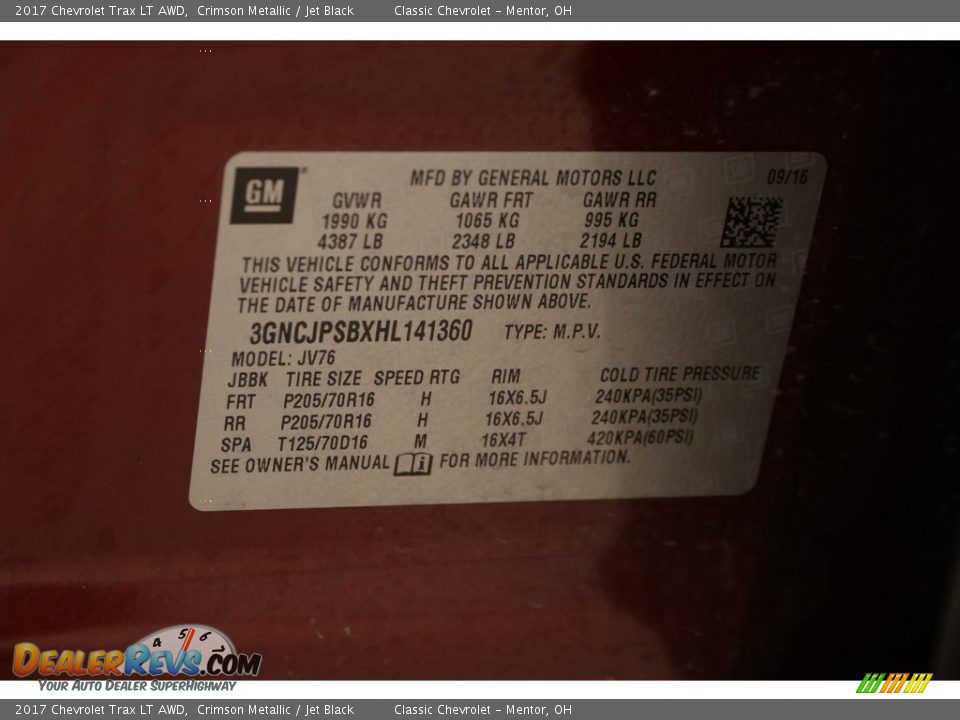 2017 Chevrolet Trax LT AWD,  Crimson Metallic / Jet Black          Classic Chevrolet - Mentor, OH
GM MFD BY GENERAL MOTORS LLC 09/16
GVWR GAWR FRT GAWR RR
1990 KG 1065 KG 995 KG
4387 LB 2348 LB 2194 LB
THIS VEHICLE CONFORMS TO ALL APPLICABLE U.S. FEDERAL MOTOR
VEHICLE SAFETY AND THEFT PREVENTION STANDARDS IN EFFECT ON
THE DATE OF MANUFACTURE SHOWN ABOVE.
3GNCJPSBXHL141360 TYPE: M.P.V.
MODEL: JV76
JBBK TIRE SIZE SPEED RTG RIM COLD TIRE PRESSURE
FRT P205/70R16 H 16X6.5J 240KPA(35PSI)
RR P205/70R16 H 16X6.5J 240KPA(35PSI)
SPA T125/70D16 M 16X4T 420KPA(60PSI)
SEE OWNER'S MANUAL i FOR MORE INFORMATION.
4 5 6
DEALERREVS.COM
YOUR AUTO DEALER SUPERHIGHWAY
2017 Chevrolet Trax LT AWD,  Crimson Metallic / Jet Black          Classic Chevrolet - Mentor, OH